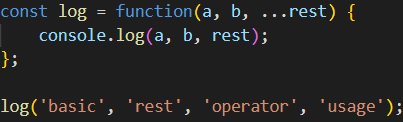 const log = function(a, b, ...rest) {
    console.log(a, b, rest);
};

log('basic', 'rest', 'operator', 'usage');